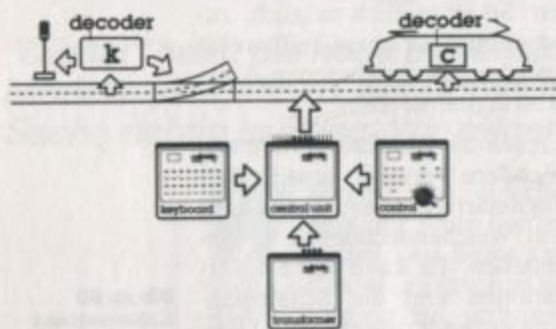 decoder
decoder
k
C
keyboard
central unit
control
transformer